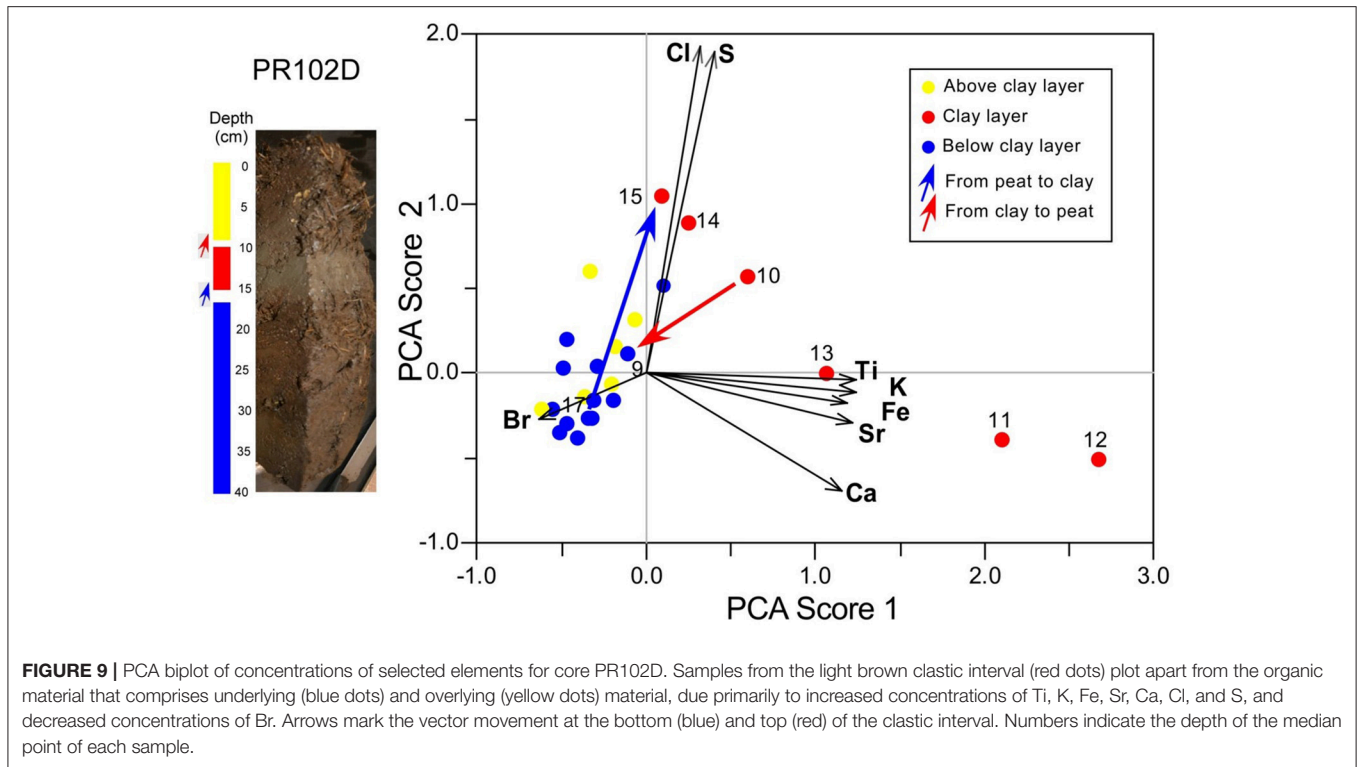 PR102D
Depth
(cm)
0
5
10
15
20
25
30
35
40
2.0
1.0
0.0
-1.0
PCA Score 2
-1.0
0.0
1.0
2.0
3.0
PCA Score 1
Cl
S
15
14
10
13
9
17
11
12
Ti
K
Fe
Sr
Ca
Br
Above clay layer
Clay layer
Below clay layer
From peat to clay
From clay to peat
FIGURE 9 | PCA biplot of concentrations of selected elements for core PR102D. Samples from the light brown clastic interval (red dots) plot apart from the organic
material that comprises underlying (blue dots) and overlying (yellow dots) material, due primarily to increased concentrations of Ti, K, Fe, Sr, Ca, Cl, and S, and
decreased concentrations of Br. Arrows mark the vector movement at the bottom (blue) and top (red) of the clastic interval. Numbers indicate the depth of the median
point of each sample.